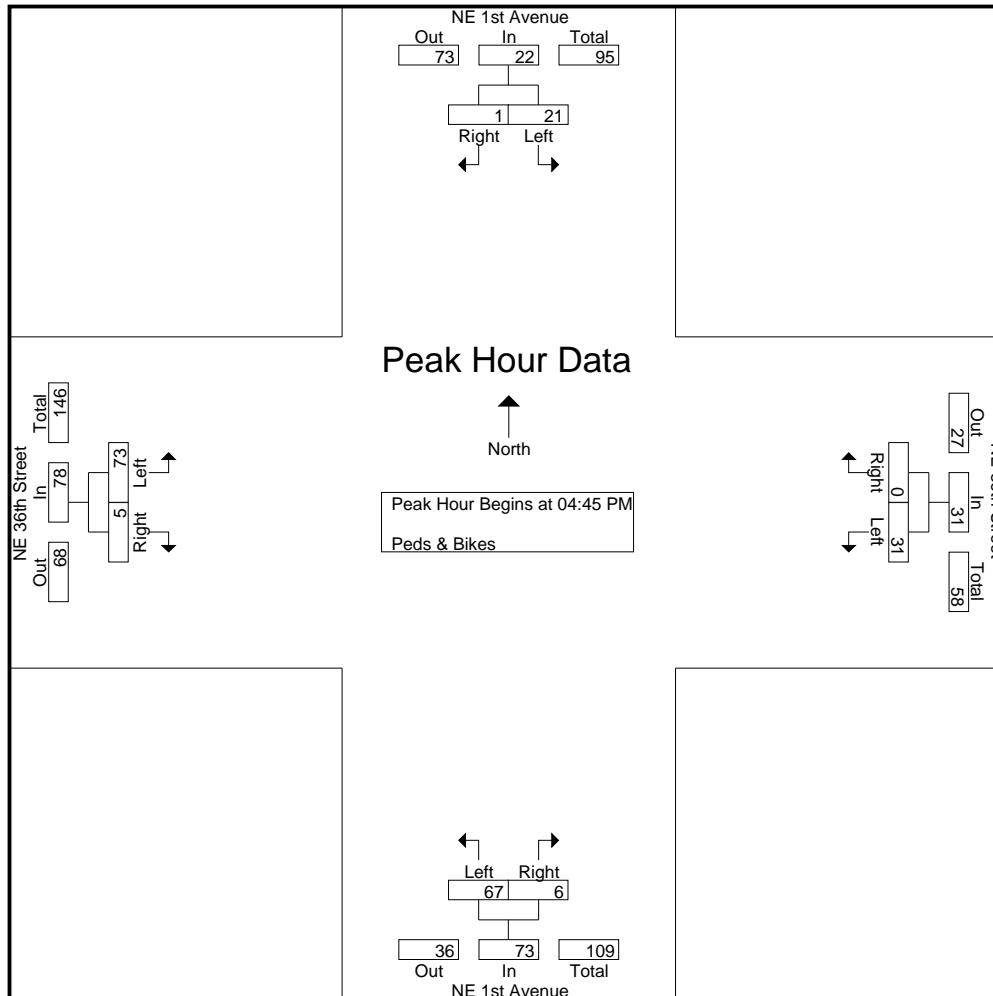 NE 1st Avenue
Out In Total
73 22 95
1 21
Right Left
Peak Hour Data
North
Peak Hour Begins at 04:45 PM
Peds & Bikes
NE 36th Street
Out In Total
68 78 146
5 73
Right Left
Out In Total
27 31 58
0 31
Right Left
Left Right
67 6
36 73 109
Out In Total
NE 1st Avenue